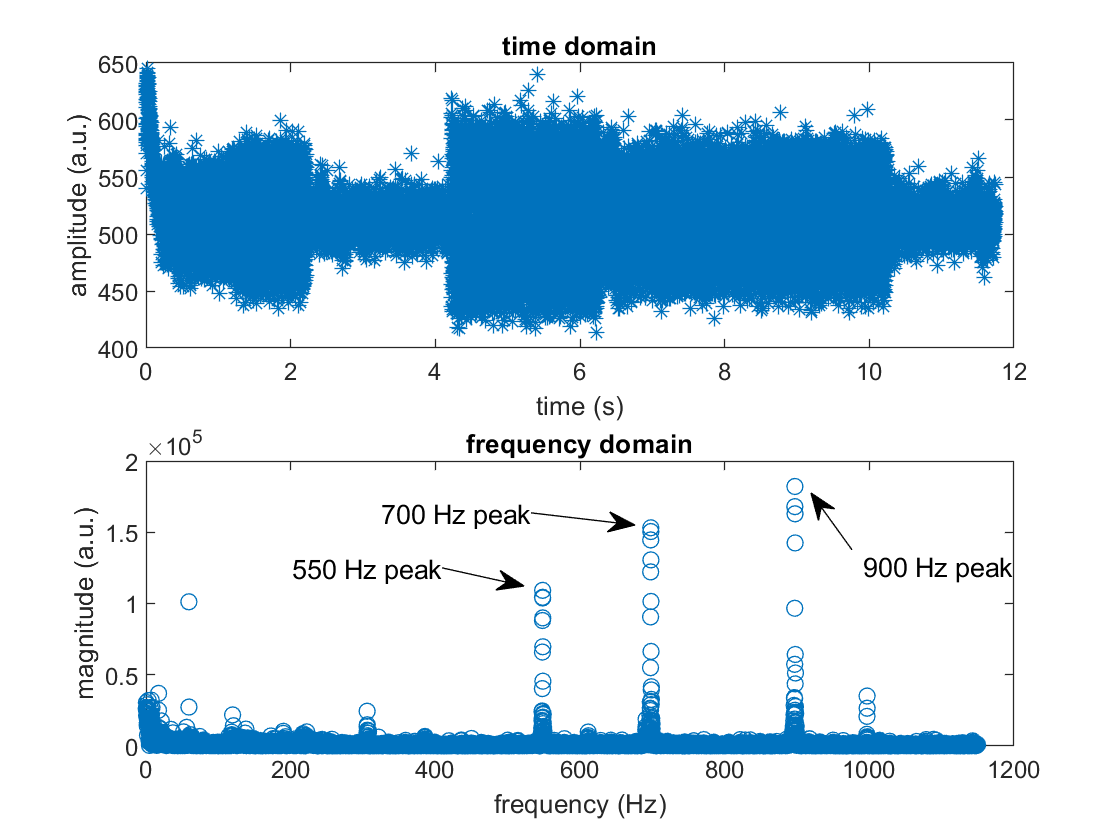 time domain
650
600
550
500
450
400
amplitude (a.u.)
0 2 4 6 8 10 12
time (s)
×10^5
frequency domain
2
1.5
1
0.5
0
magnitude (a.u.)
700 Hz peak
550 Hz peak
900 Hz peak
0 200 400 600 800 1000 1200
frequency (Hz)